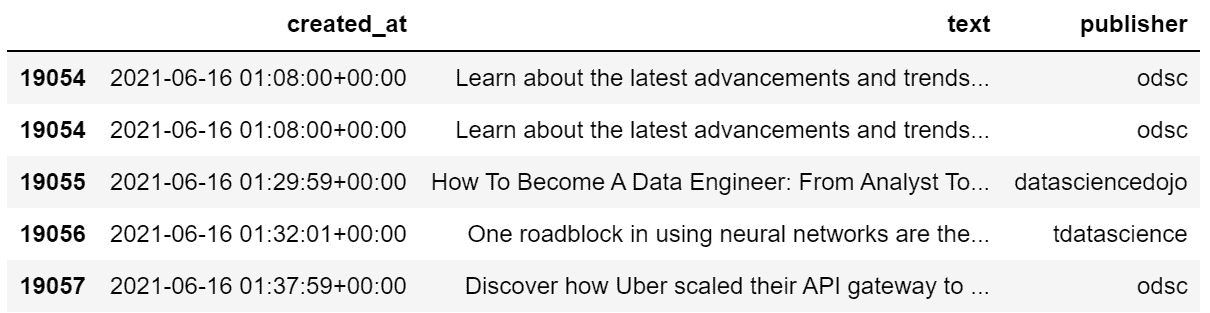 created_at text publisher
19054 2021-06-16 01:08:00+00:00 Learn about the latest advancements and trends... odsc
19054 2021-06-16 01:08:00+00:00 Learn about the latest advancements and trends... odsc
19055 2021-06-16 01:29:59+00:00 How To Become A Data Engineer: From Analyst To... datasciencedojo
19056 2021-06-16 01:32:01+00:00 One roadblock in using neural networks are the... tdatascience
19057 2021-06-16 01:37:59+00:00 Discover how Uber scaled their API gateway to ... odsc